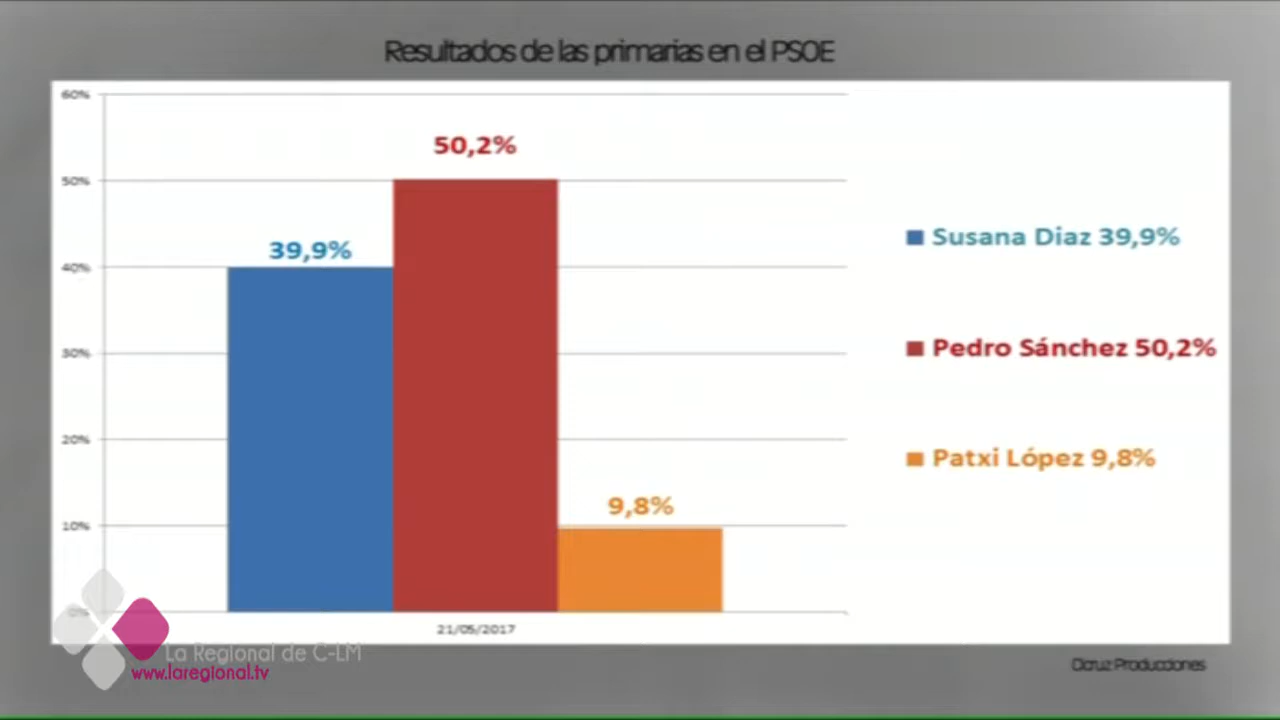 Resultados de las primarias en el PSOE
60%
50,2%
50%
39,9%
Susana Diaz 39,9%
40%
Pedro Sánchez 50,2%
30%
20%
Patxi López 9,8%
9,8%
10%
0%
21/05/2017
La Regional de C-LM
www.laregional.tv
Dcruz Producciones